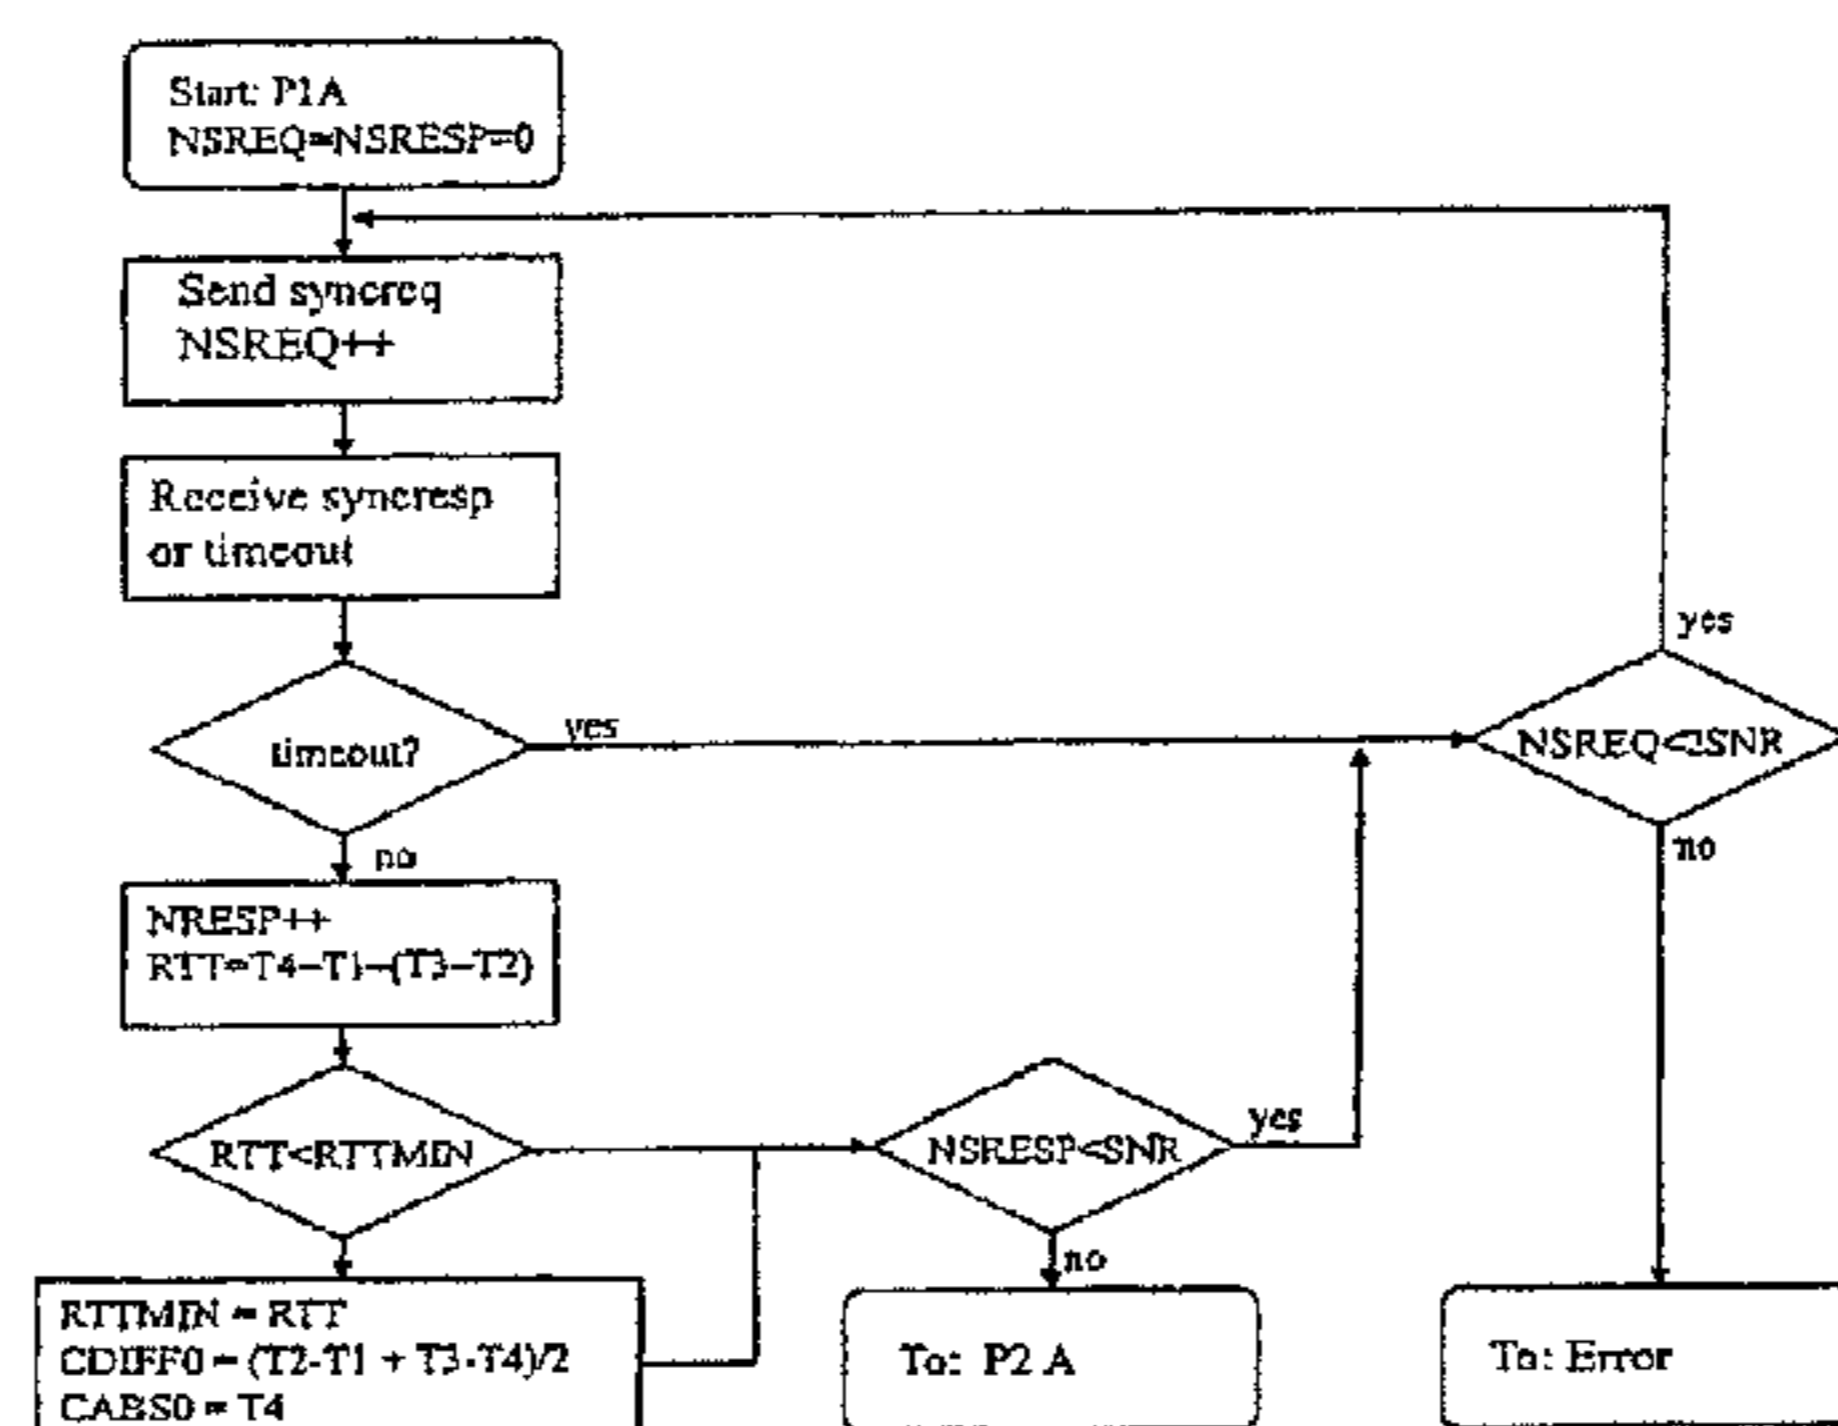 Start: P1A
NSREQ=NSRESP=0
Send syncreq
NSREQ++
Receive syncresp
or timeout
timeout?
yes
no
NRESP++
RTT=T4-T1-(T3-T2)
RTT<RTTMIN
RTTMIN = RTT
CDIFF0 = (T2-T1 + T3-T4)/2
CABS0 = T4
NSRESP<SNR
yes
no
To: P2 A
yes
no
To: Error